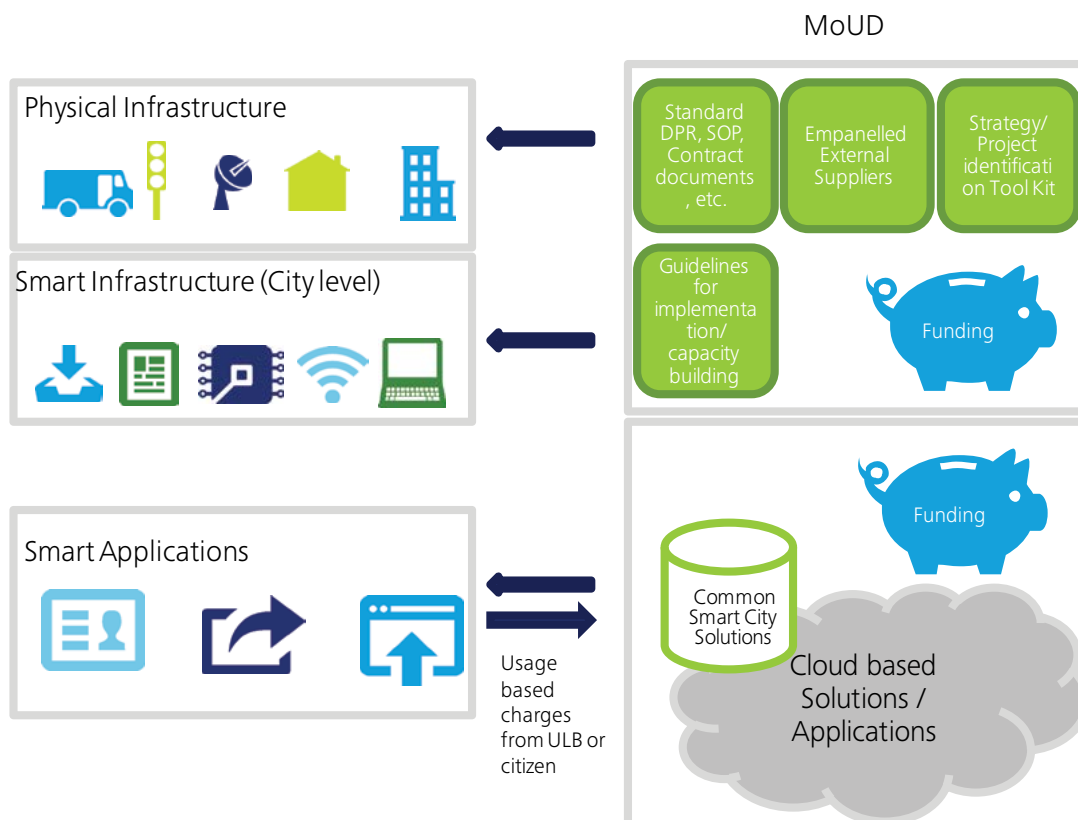 MoUD
Physical Infrastructure
Standard
DPR, SOP,
Contract
documents
, etc.
Empanelled
External
Suppliers
Strategy/
Project
identificati
on Tool Kit
Smart Infrastructure (City level)
Guidelines
for
implementa
tion/
capacity
building
Funding
Smart Applications
Usage
based
charges
from ULB or
citizen
Funding
Common
Smart City
Solutions
Cloud based
Solutions /
Applications